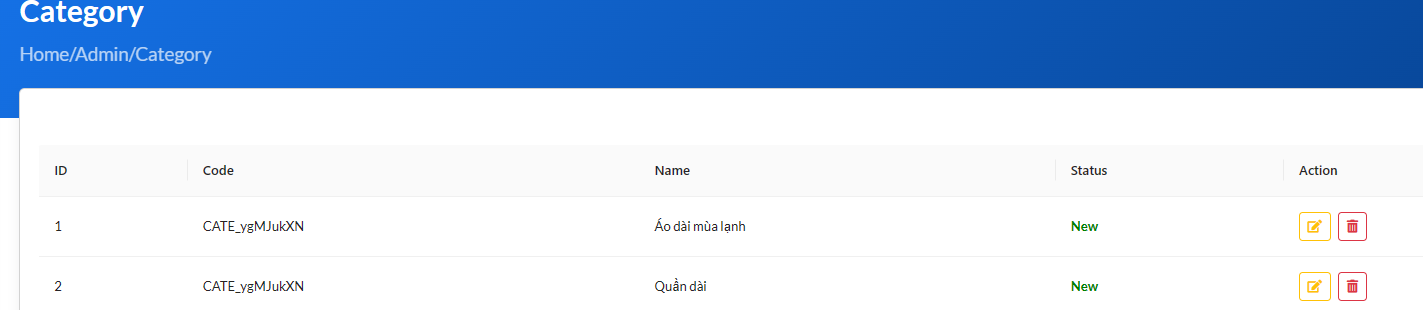 Category
Home/Admin/Category
ID Code Name Status Action
1 CATE_ygMJukXN Áo dài mùa lạnh New
2 CATE_ygMJukXN Quần dài New